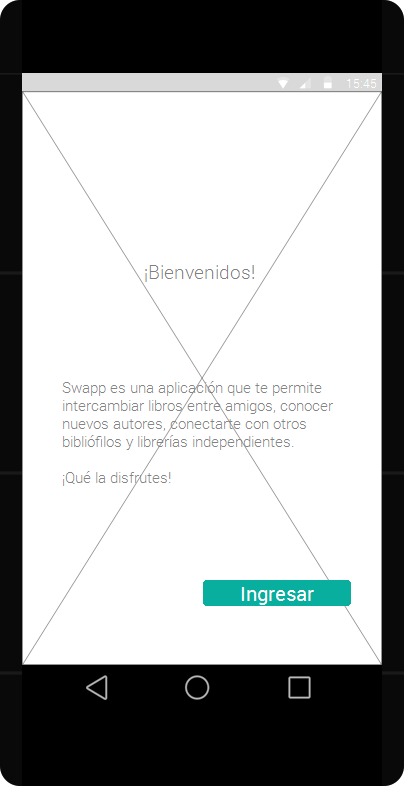 15:45
¡Bienvenidos!
Swapp es una aplicación que te permite
intercambiar libros entre amigos, conocer
nuevos autores, conectarte con otros
bibliófilos y librerías independientes.
¡Qué la disfrutes!
Ingresar